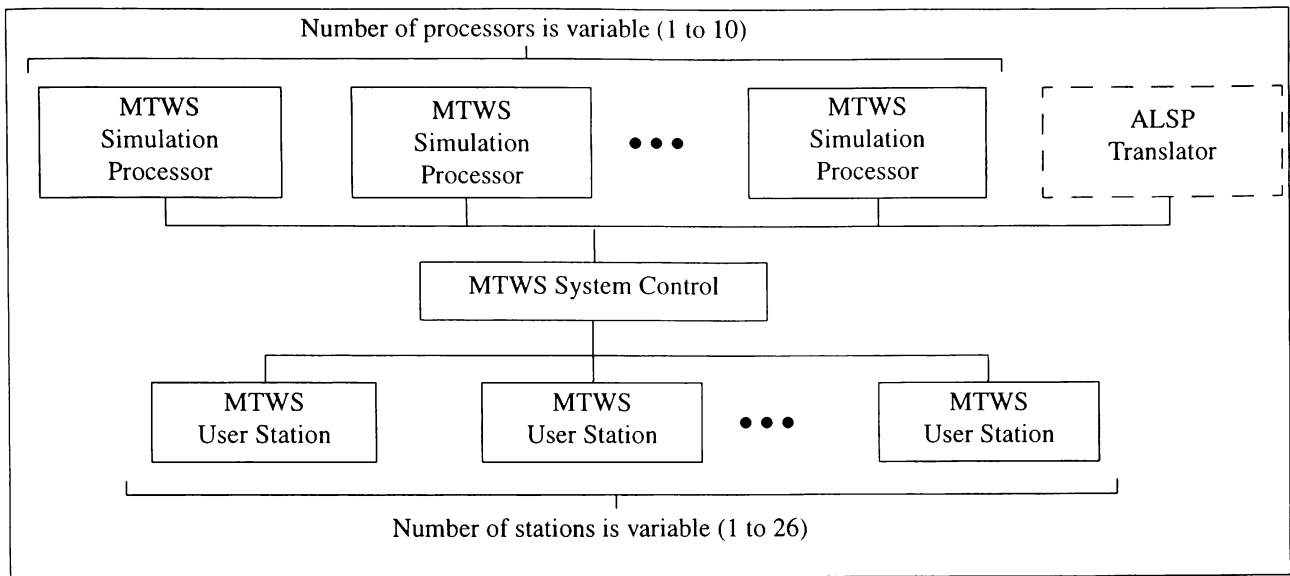 Number of processors is variable (1 to 10)
MTWS
Simulation
Processor
MTWS
Simulation
Processor
MTWS
Simulation
Processor
ALSP
Translator
MTWS System Control
MTWS
User Station
MTWS
User Station
MTWS
User Station
Number of stations is variable (1 to 26)